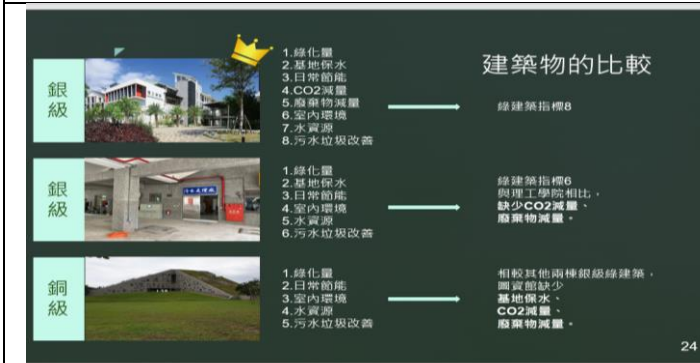 建築物的比較
銀級
1.綠化量
2.基地保水
3.日常節能
4.CO2減量
5.廢棄物減量
6.室內環境
7.水資源
8.污水垃圾改善
綠建築指標8
銀級
1.綠化量
2.基地保水
3.日常節能
4.室內環境
5.水資源
6.污水垃圾改善
綠建築指標6
與理工學院相比，
缺少CO2減量、
廢棄物減量。
銅級
1.綠化量
2.日常節能
3.室內環境
4.水資源
5.污水垃圾改善
相較其他兩棟銀級綠建築，
圖資館缺少
基地保水、
CO2減量、
廢棄物減量。
24